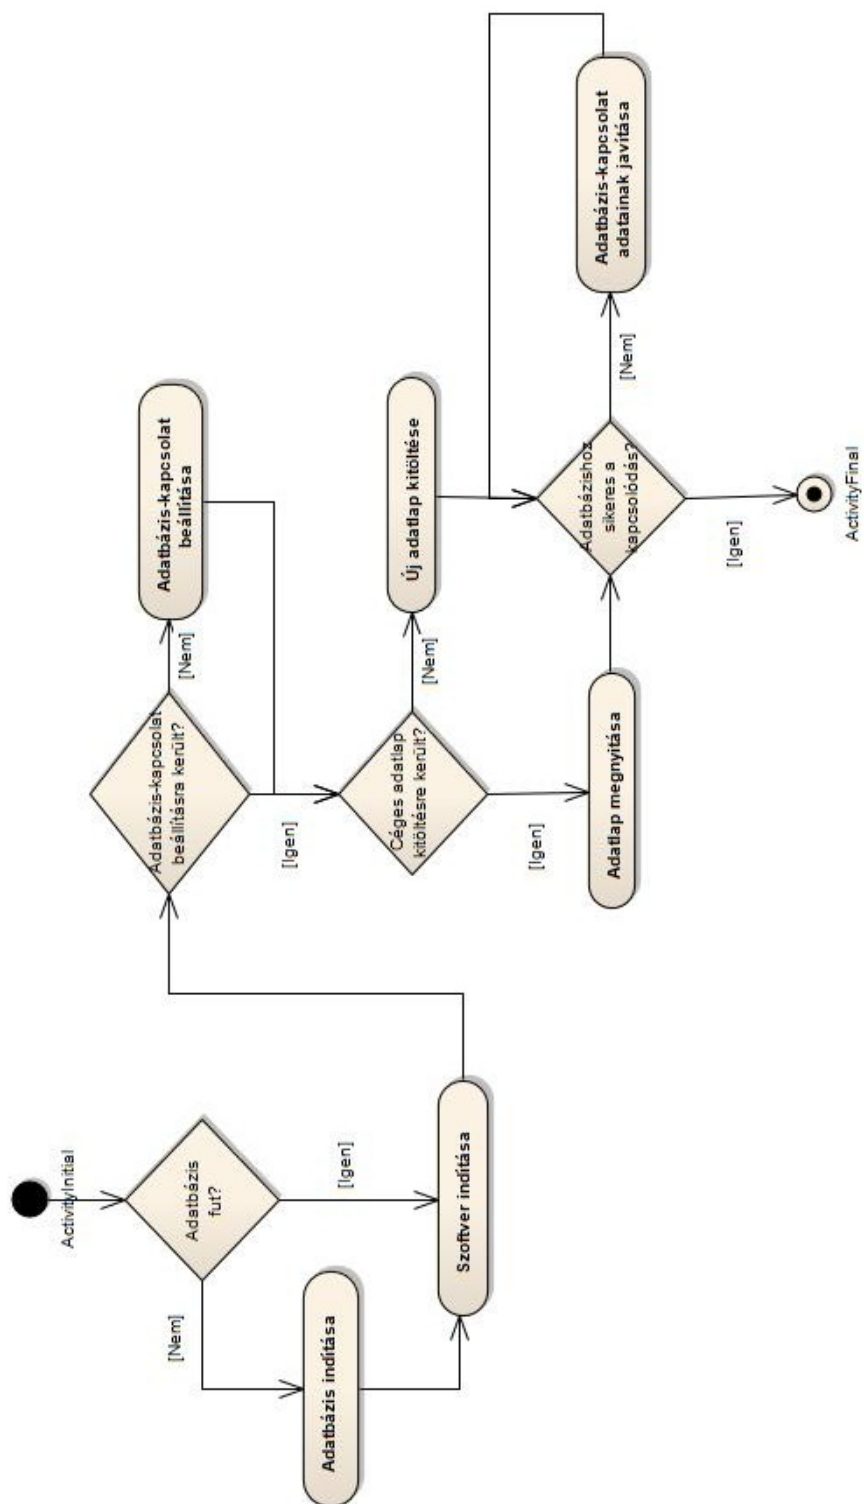 ActivityInitial
Adatbázis
fut?
[Nem]
[Igen]
Adatbázis indítása
Szoftver indítása
Adatbázis-kapcsolat
beállításra került?
[Nem]
[Igen]
Adatbázis-kapcsolat
beállítása
Céges adatlap
kitöltésre került?
[Nem]
[Igen]
Új adatlap kitöltése
Adatlap megnyitása
Adatbázishoz
sikeres a
kapcsolódás?
[Nem]
[Igen]
Adatbázis-kapcsolat
adatainak javítása
ActivityFinal